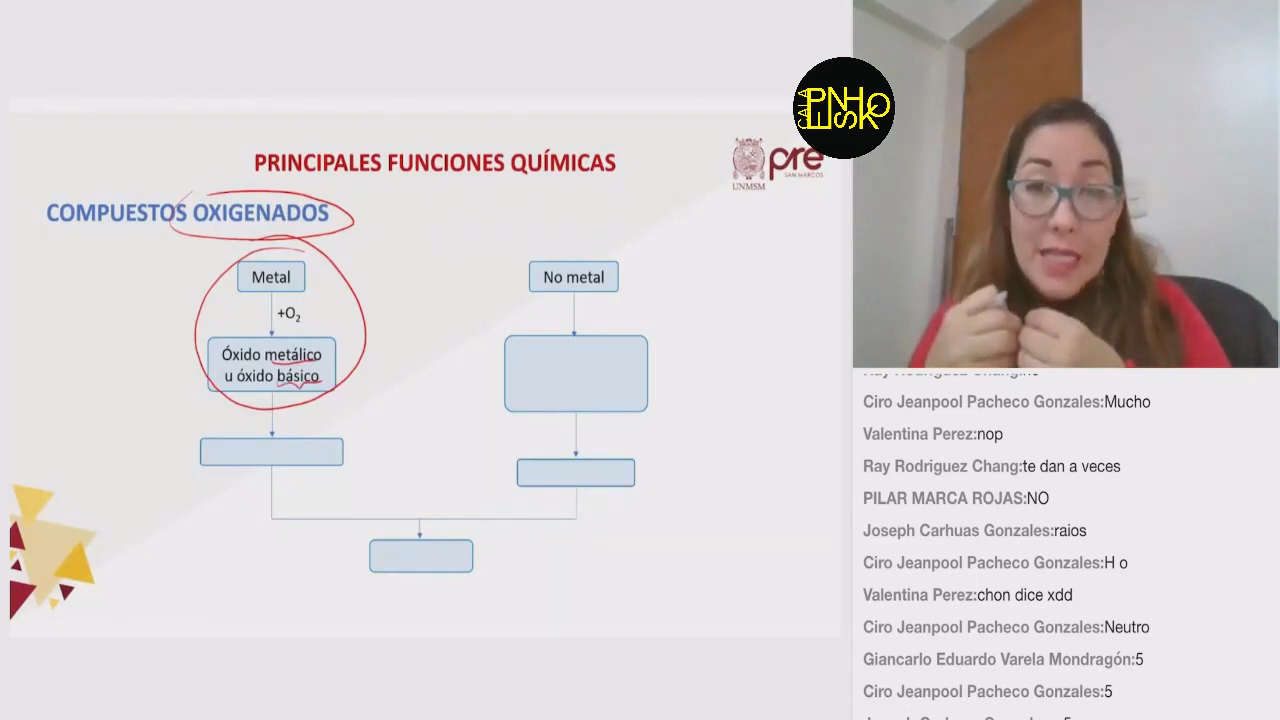 PRINCIPALES FUNCIONES QUÍMICAS
UNMSM
pre
SAN MARCOS
CALA
PNHO
ESK
COMPUESTOS OXIGENADOS
Metal
+O₂
Óxido metálico
u óxido básico
No metal
Ciro Jeanpool Pacheco Gonzales:Mucho
Valentina Perez:nop
Ray Rodriguez Chang:te dan a veces
PILAR MARCA ROJAS:NO
Joseph Carhuas Gonzales:raios
Ciro Jeanpool Pacheco Gonzales:H o
Valentina Perez:chon dice xdd
Ciro Jeanpool Pacheco Gonzales:Neutro
Giancarlo Eduardo Varela Mondragón:5
Ciro Jeanpool Pacheco Gonzales:5